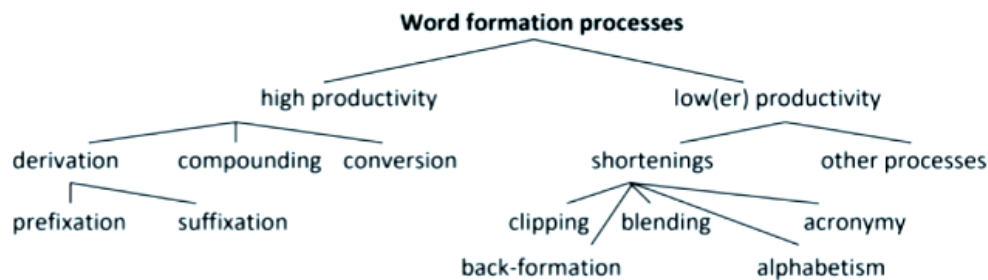 Word formation processes
high productivity low(er) productivity
derivation compounding conversion shortenings other processes
prefixation suffixation clipping blending acronymy
back-formation alphabetism